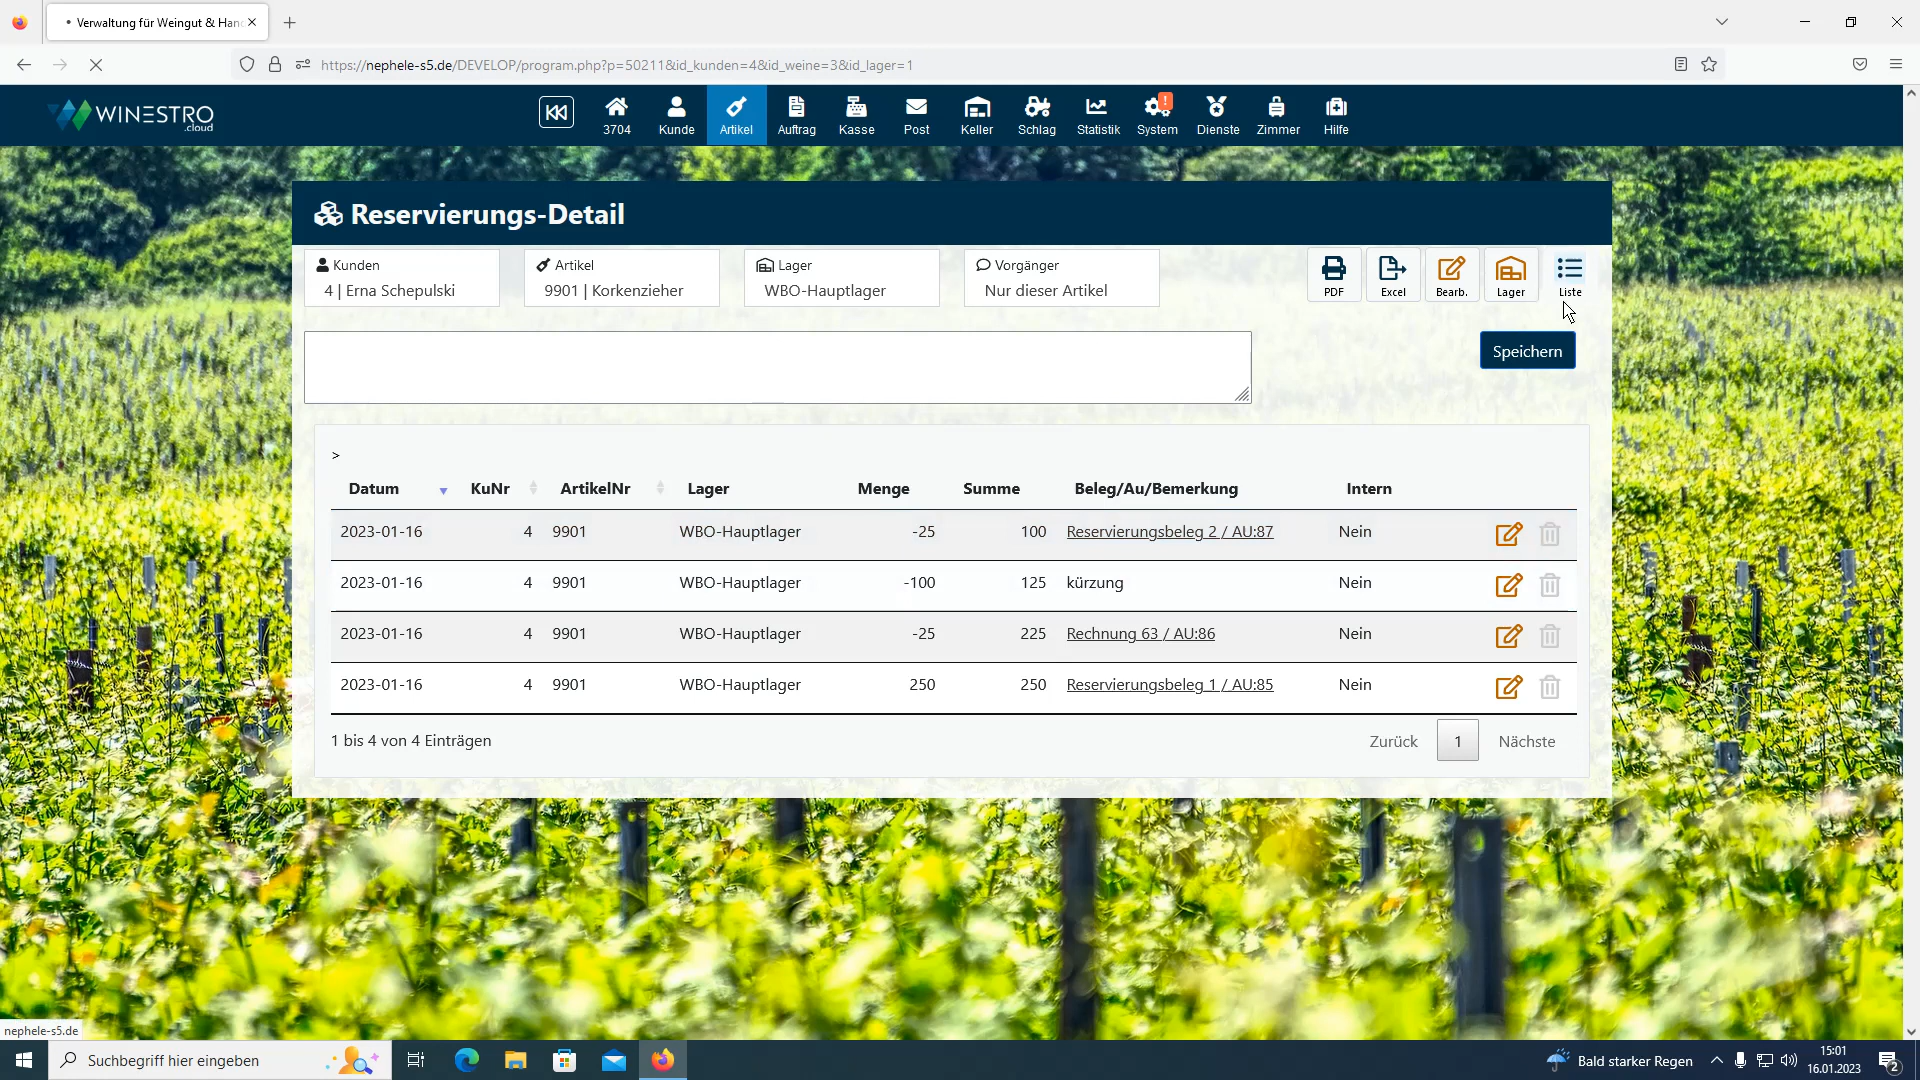 Verwaltung für Weingut & Han
https://nephele-s5.de/DEVELOP/program.php?p=50211&id_kunden=4&id_weine=3&id_lager=1
WINESTRO
.cloud
3704 Kunde Artikel Auftrag Kasse Post Keller Schlag Statistik System Dienste Zimmer Hilfe
Reservierungs-Detail
Kunden Artikel Lager Vorgänger
4 | Erna Schepulski 9901 | Korkenzieher WBO-Hauptlager Nur dieser Artikel
PDF Excel Bearb. Lager Liste
Speichern
>
Datum KuNr ArtikelNr Lager Menge Summe Beleg/Au/Bemerkung Intern
2023-01-16 4 9901 WBO-Hauptlager -25 100 Reservierungsbeleg 2 / AU:87 Nein
2023-01-16 4 9901 WBO-Hauptlager -100 125 kürzung Nein
2023-01-16 4 9901 WBO-Hauptlager -25 225 Rechnung 63 / AU:86 Nein
2023-01-16 4 9901 WBO-Hauptlager 250 250 Reservierungsbeleg 1 / AU:85 Nein
1 bis 4 von 4 Einträgen
Zurück 1 Nächste
nephele-s5.de
Suchbegriff hier eingeben
Bald starker Regen
15:01
16.01.2023
2